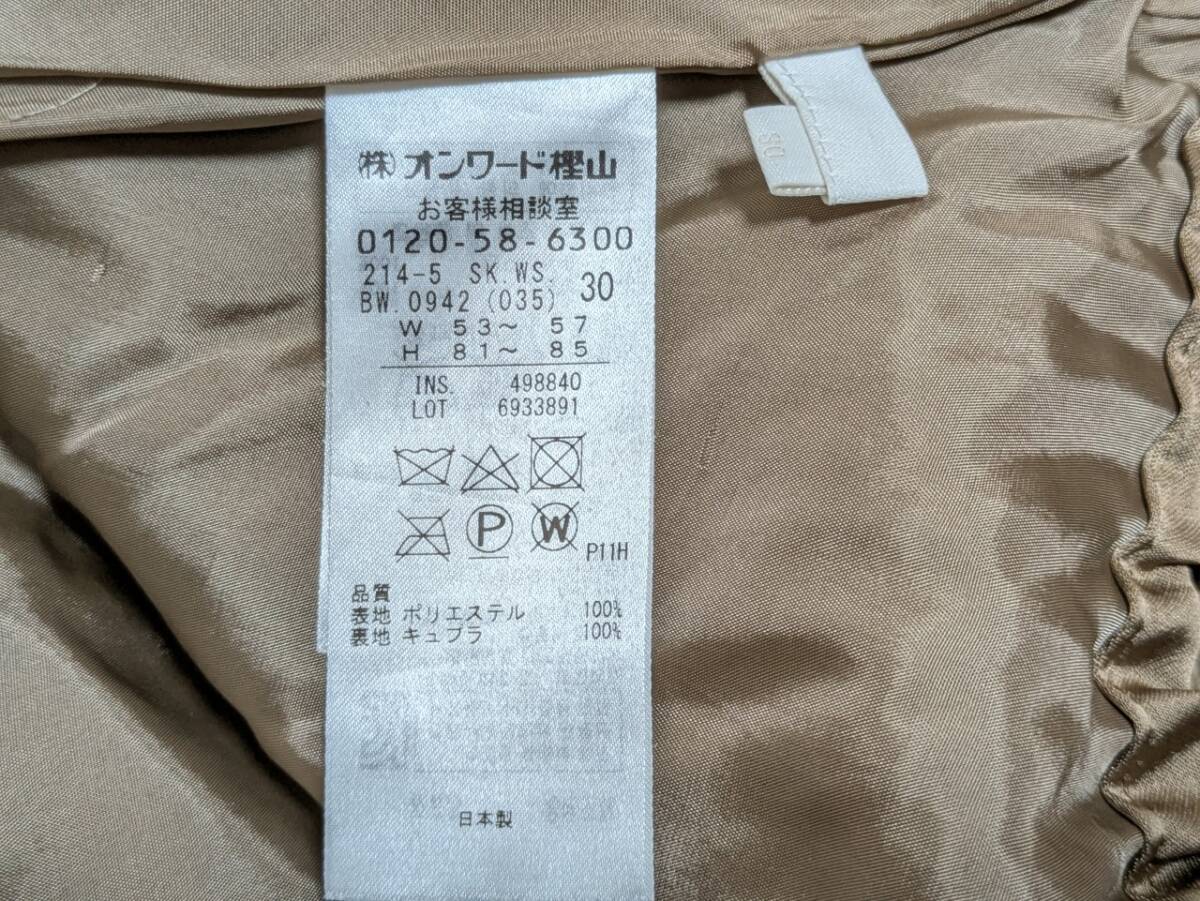 ㈱オンワード樫山
お客様相談室
0120-58-6300
214-5 SK.WS. 30
BW.0942 (035)
W 53～ 57
H 81～ 85
INS. 498840
LOT 6933891
P
W
P11H
品質
表地 ポリエステル 100%
裏地 キュプラ 100%
日本製